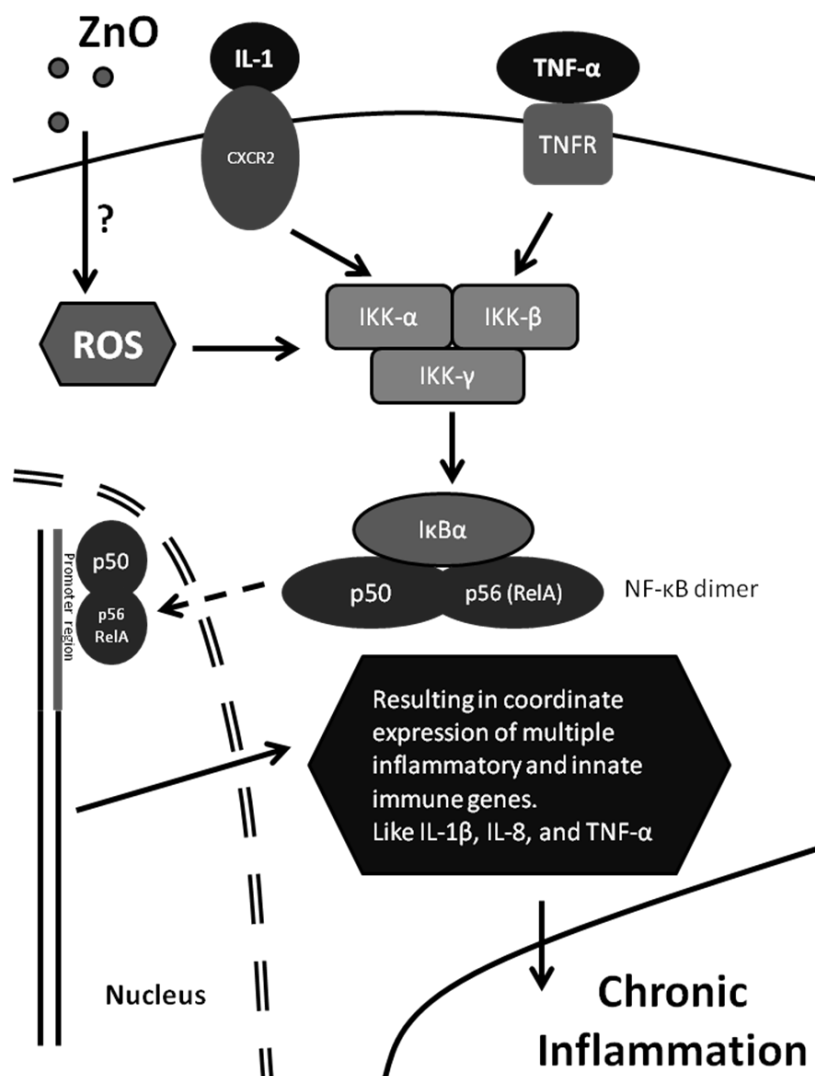 ZnO
IL-1
TNF-α
CXCR2
TNFR
?
ROS
IKK-α
IKK-β
IKK-γ
IκBα
p50
p56 (RelA)
NF-κB dimer
p50
p56
RelA
Promoter region
Resulting in coordinate
expression of multiple
inflammatory and innate
immune genes.
Like IL-1β, IL-8, and TNF-α
Nucleus
Chronic
Inflammation